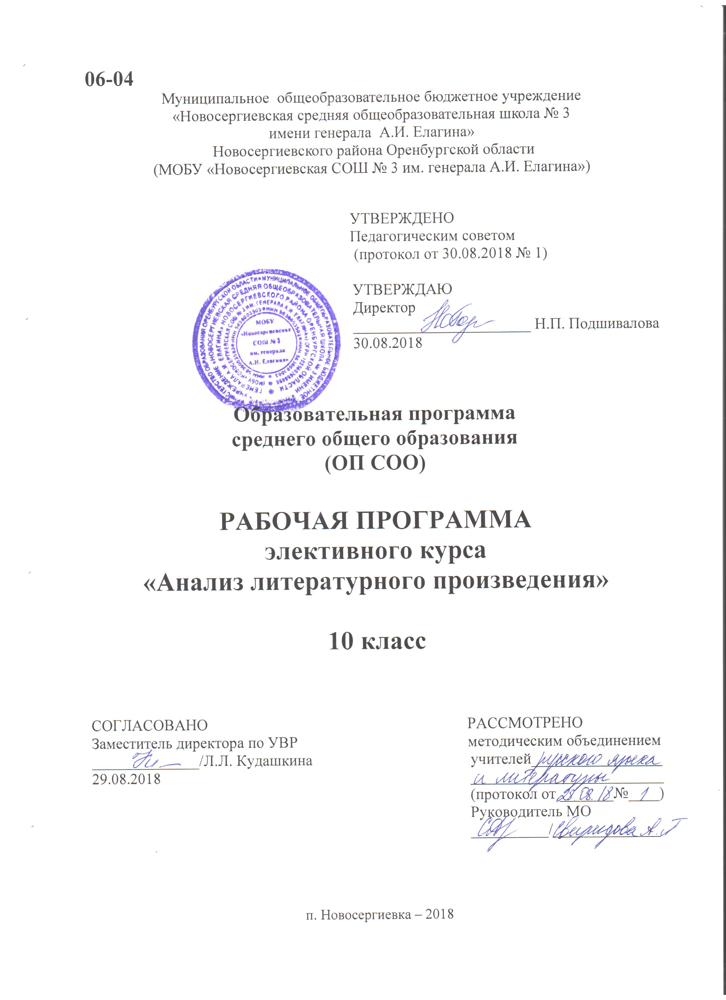 06-04
Муниципальное общеобразовательное бюджетное учреждение
«Новосергиевская средняя общеобразовательная школа № 3
имени генерала А.И. Елагина»
Новосергиевского района Оренбургской области
(МОБУ «Новосергиевская СОШ № 3 им. генерала А.И. Елагина»)
УТВЕРЖДЕНО
Педагогическим советом
(протокол от 30.08.2018 № 1)
УТВЕРЖДАЮ
Директор
Н.П. Подшивалова
30.08.2018
МОБУ
«Новосергиевская
СОШ № 3
им. генерала
А.И. Елагина»
Образовательная программа
среднего общего образования
(ОП СОО)
РАБОЧАЯ ПРОГРАММА
элективного курса
«Анализ литературного произведения»
10 класс
СОГЛАСОВАНО
Заместитель директора по УВР
/Л.Л. Кудашкина
29.08.2018
РАССМОТРЕНО
методическим объединением
учителей русского языка
и литературы
(протокол от 28.08.18 № 1)
Руководитель МО
/ Свиридова А.Г
п. Новосергиевка – 2018